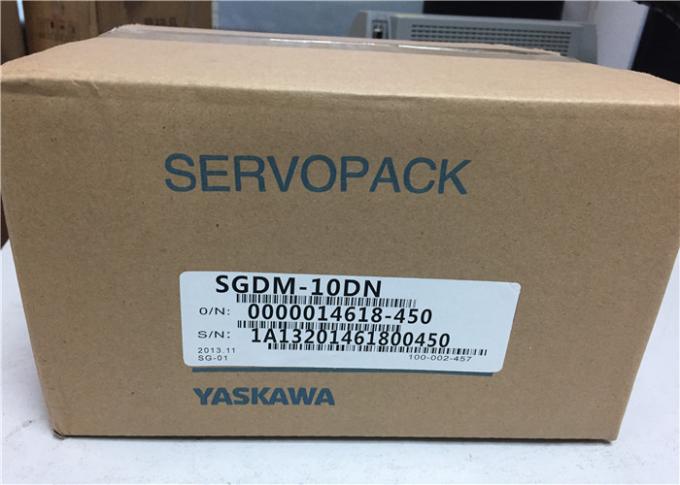 SERVOPACK
SGDM-10DN
O/N: 0000014618-450
S/N: 1A13201461800450
2013.11
SG-01 100-002-457
YASKAWA